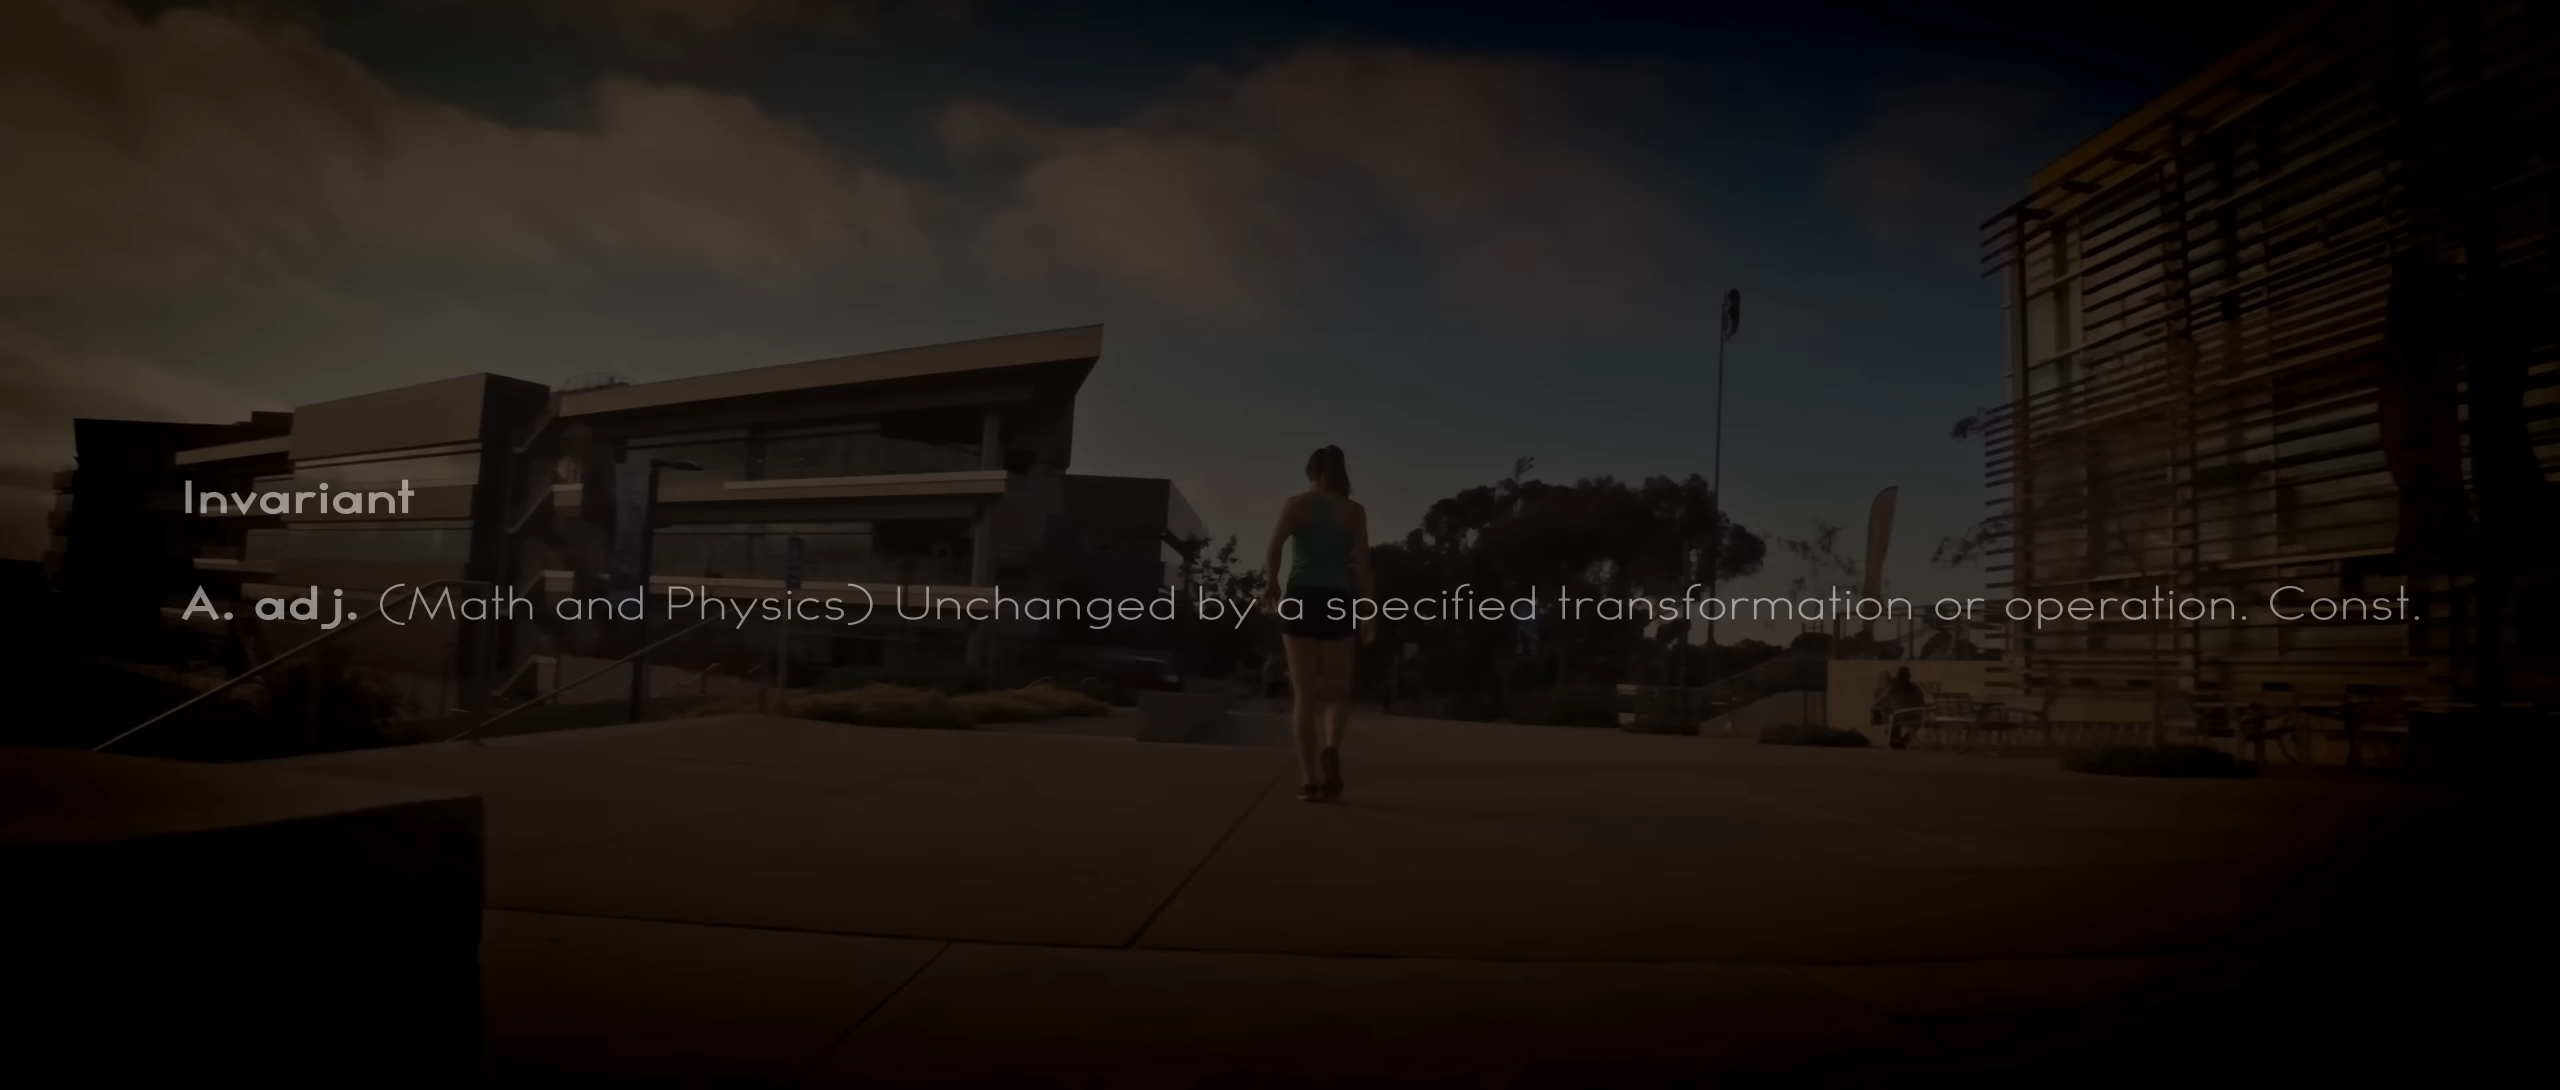 Invariant
A. adj. (Math and Physics) Unchanged by a specified transformation or operation. Const.